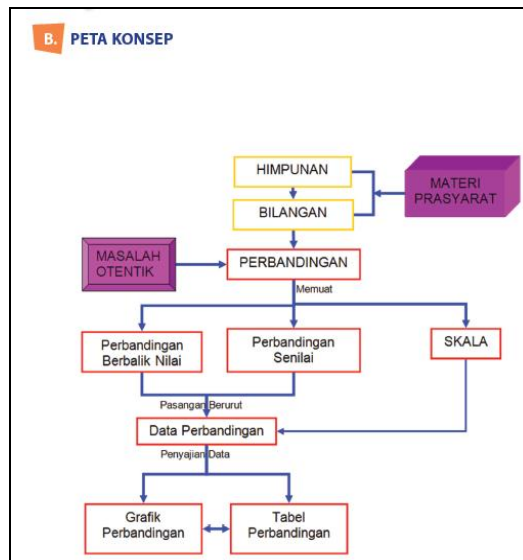 B. PETA KONSEP
HIMPUNAN
MATERI
PRASYARAT
BILANGAN
MASALAH
OTENTIK
PERBANDINGAN
Memuat
Perbandingan
Berbalik Nilai
Perbandingan
Senilai
SKALA
Pasangan Berurut
Data Perbandingan
Penyajian Data
Grafik
Perbandingan
Tabel
Perbandingan